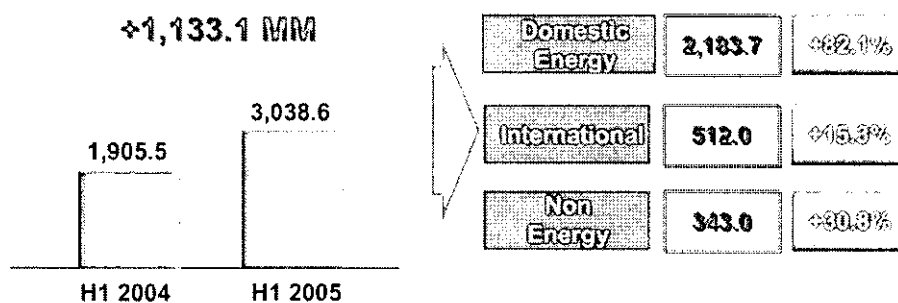 +1,133.1 MM
3,038.6
1,905.5
H1 2004 H1 2005
Domestic
Energy
2,183.7
+82.1%
International
512.0
+15.3%
Non
Energy
343.0
+30.8%